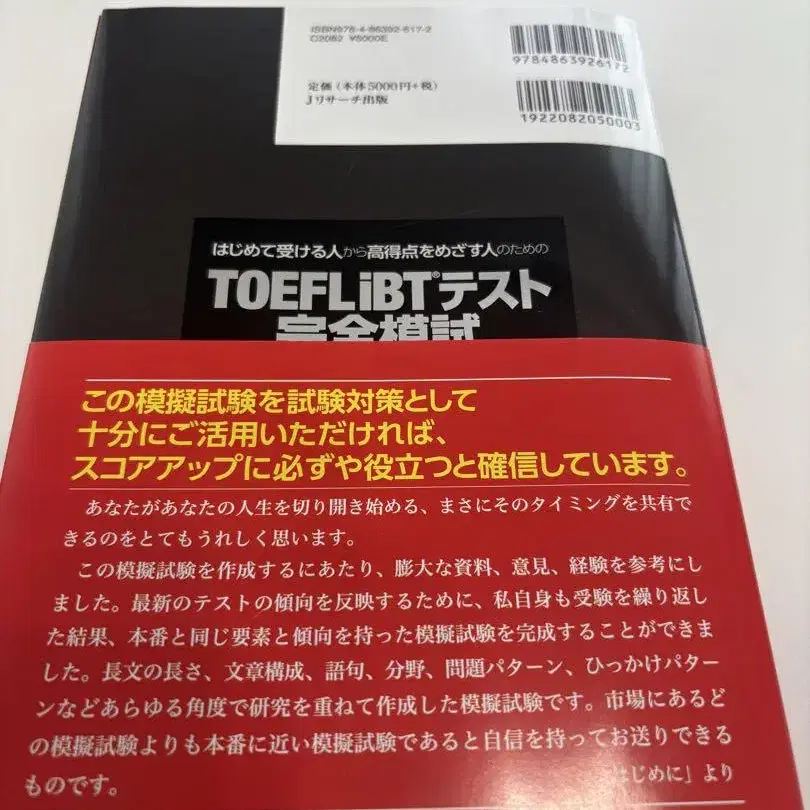 ISBN978-4-86392-617-2
C2082 ¥5000E
9784863926172
定価(本体5000円+税)
Jリサーチ出版
1922082050003
はじめて受ける人から高得点をめざす人のための
TOEFL iBT®テスト
完全模試
この模擬試験を試験対策として
十分にご活用いただければ、
スコアアップに必ずや役立つと確信しています。
あなたがあなたの人生を切り開き始める、まさにそのタイミングを共有で
きるのをとてもうれしく思います。
この模擬試験を作成するにあたり、膨大な資料、意見、経験を参考にし
ました。最新のテストの傾向を反映するために、私自身も受験を繰り返し
た結果、本番と同じ要素と傾向を持った模擬試験を完成することができま
した。長文の長さ、文章構成、語句、分野、問題パターン、ひっかけパター
ンなどあらゆる角度で研究を重ねて作成した模擬試験です。市場にあるど
の模擬試験よりも本番に近い模擬試験であると自信を持ってお送りできる
ものです。
はじめに」より